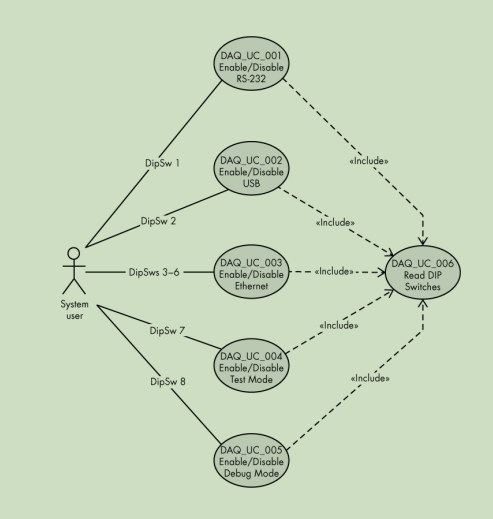 DAQ_UC_001
Enable/Disable
RS-232
DipSw 1
«Include»
DAQ_UC_002
Enable/Disable
USB
DipSw 2
«Include»
DAQ_UC_003
Enable/Disable
Ethernet
DipSws 3–6
«Include»
DAQ_UC_006
Read DIP
Switches
System
user
DipSw 7
«Include»
DAQ_UC_004
Enable/Disable
Test Mode
DipSw 8
«Include»
DAQ_UC_005
Enable/Disable
Debug Mode